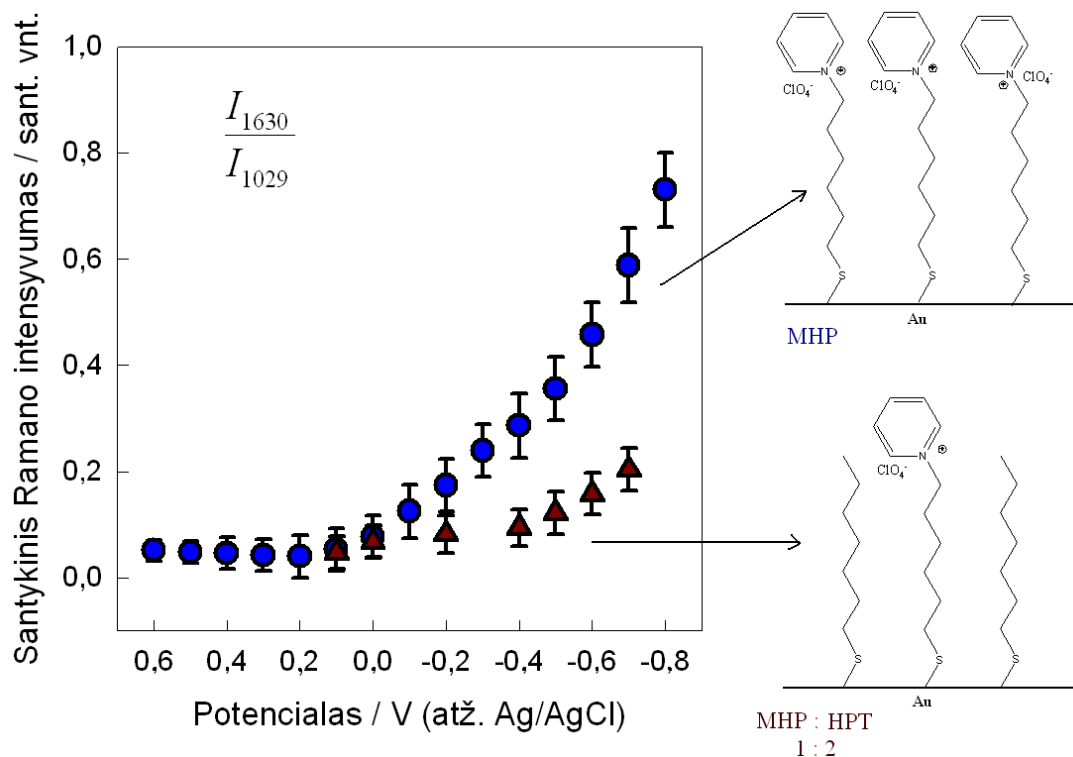 Santykinis Ramano intensyvumas / sant. vnt.
1,0
0,8
0,6
0,4
0,2
0,0
I1630
I1029
0,6 0,4 0,2 0,0 -0,2 -0,4 -0,6 -0,8
Potencialas / V (atž. Ag/AgCl)
N N N
ClO4- ClO4- ClO4-
S S S
Au
MHP
N
ClO4-
S S S
Au
MHP : HPT
1 : 2